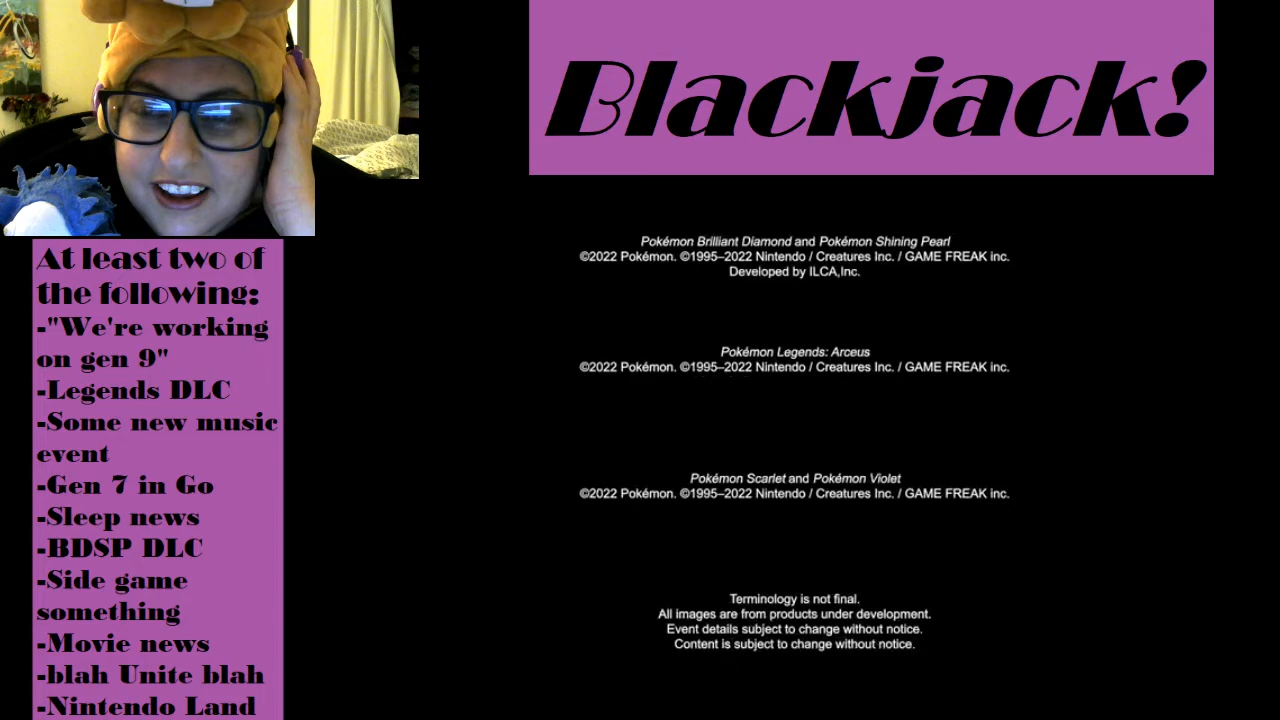 Blackjack!
At least two of
the following:
-"We're working
on gen 9"
-Legends DLC
-Some new music
event
-Gen 7 in Go
-Sleep news
-BDSP DLC
-Side game
something
-Movie news
-blah Unite blah
-Nintendo Land
Pokémon Brilliant Diamond and Pokémon Shining Pearl
©2022 Pokémon. ©1995–2022 Nintendo / Creatures Inc. / GAME FREAK inc.
Developed by ILCA,Inc.
Pokémon Legends: Arceus
©2022 Pokémon. ©1995–2022 Nintendo / Creatures Inc. / GAME FREAK inc.
Pokémon Scarlet and Pokémon Violet
©2022 Pokémon. ©1995–2022 Nintendo / Creatures Inc. / GAME FREAK inc.
Terminology is not final.
All images are from products under development.
Event details subject to change without notice.
Content is subject to change without notice.